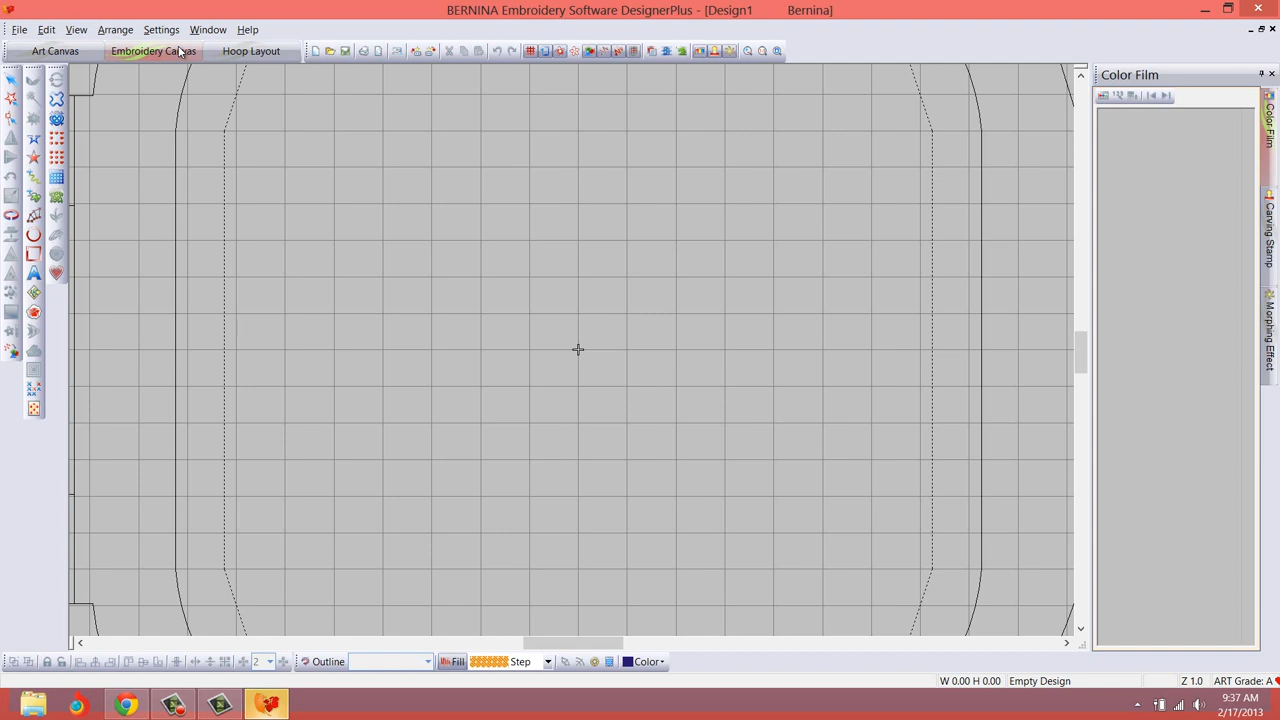 BERNINA Embroidery Software DesignerPlus - [Design1 Bernina]
File Edit View Arrange Settings Window Help
Art Canvas Embroidery Canvas Hoop Layout
Color Film
Color Film
Carving Stamp
Morphing Effect
2 Outline Fill Step Color
W 0.00 H 0.00 Empty Design Z 1.0 ART Grade: A
9:37 AM
2/17/2013